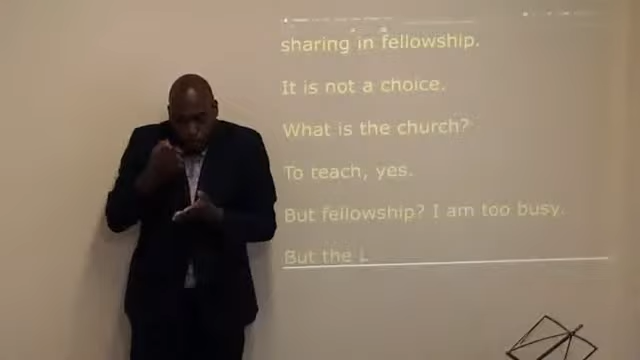 sharing in fellowship.
It is not a choice.
What is the church?
To teach, yes.
But fellowship? I am too busy.
But the L